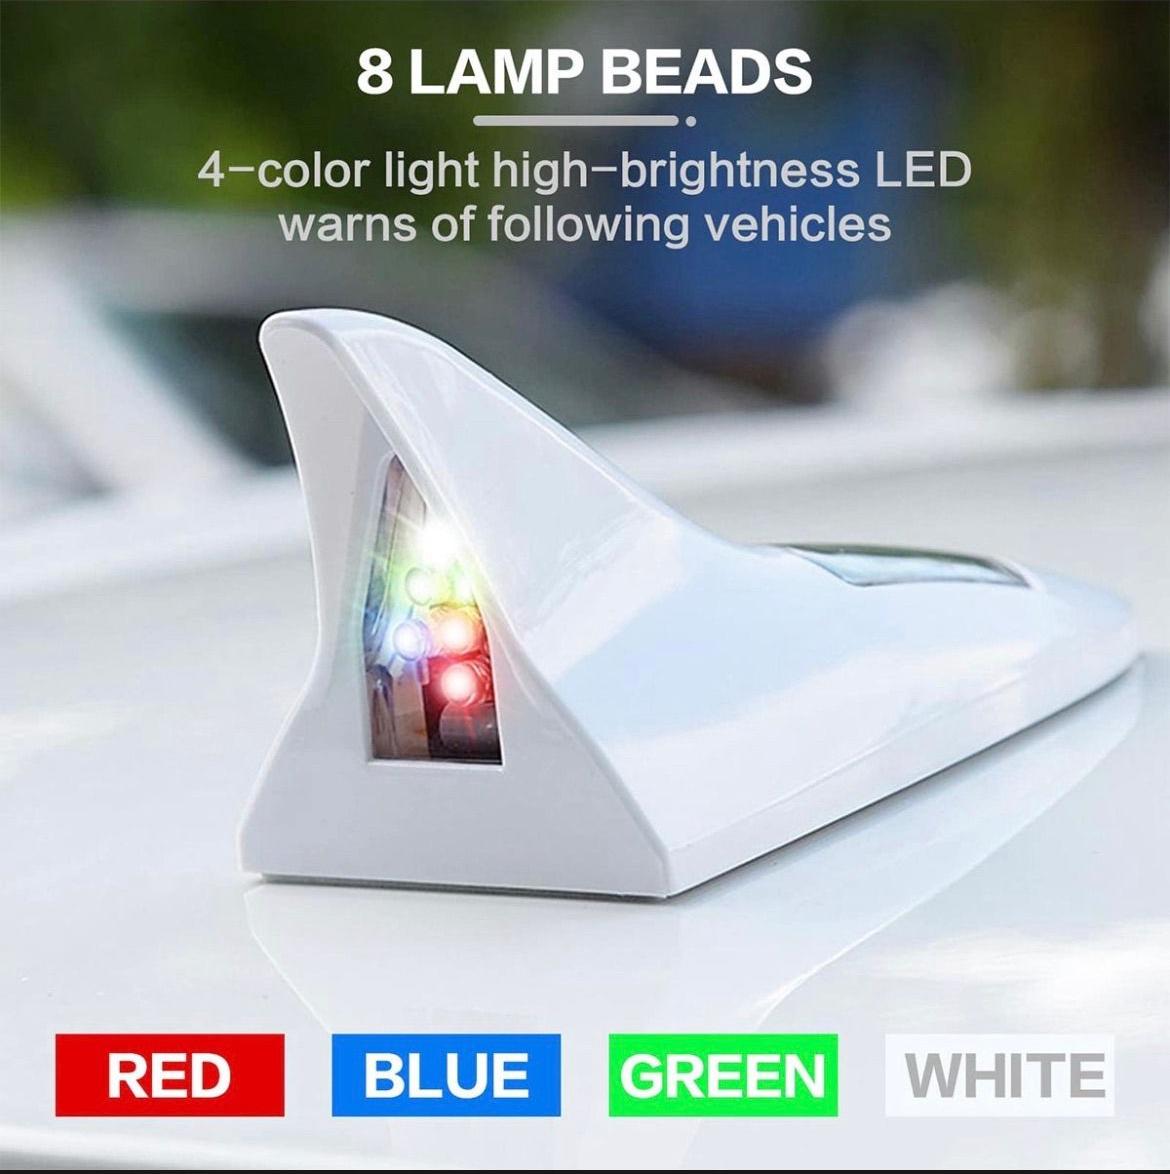 8 LAMP BEADS
4-color light high-brightness LED
warns of following vehicles
RED
BLUE
GREEN
WHITE